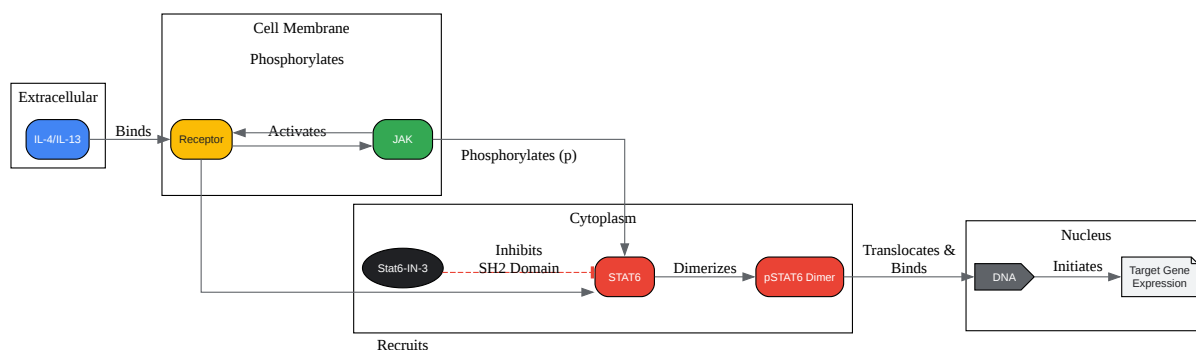 Cell Membrane
Phosphorylates
Extracellular
IL-4/IL-13
Binds
Receptor
Activates
JAK
Phosphorylates (p)
Cytoplasm
Stat6-IN-3
Inhibits
SH2 Domain
STAT6
Dimerizes
pSTAT6 Dimer
Translocates &
Binds
Nucleus
DNA
Initiates
Target Gene
Expression
Recruits